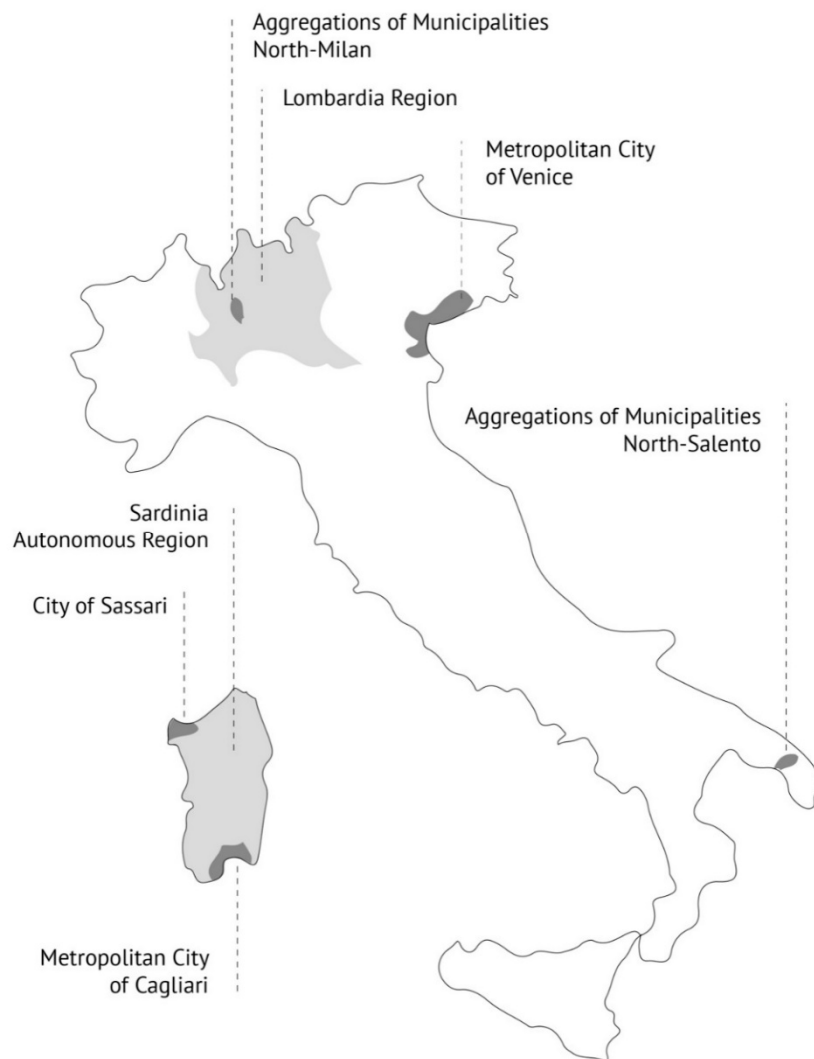 Aggregations of Municipalities
North-Milan
Lombardia Region
Metropolitan City
of Venice
Aggregations of Municipalities
North-Salento
Sardinia
Autonomous Region
City of Sassari
Metropolitan City
of Cagliari